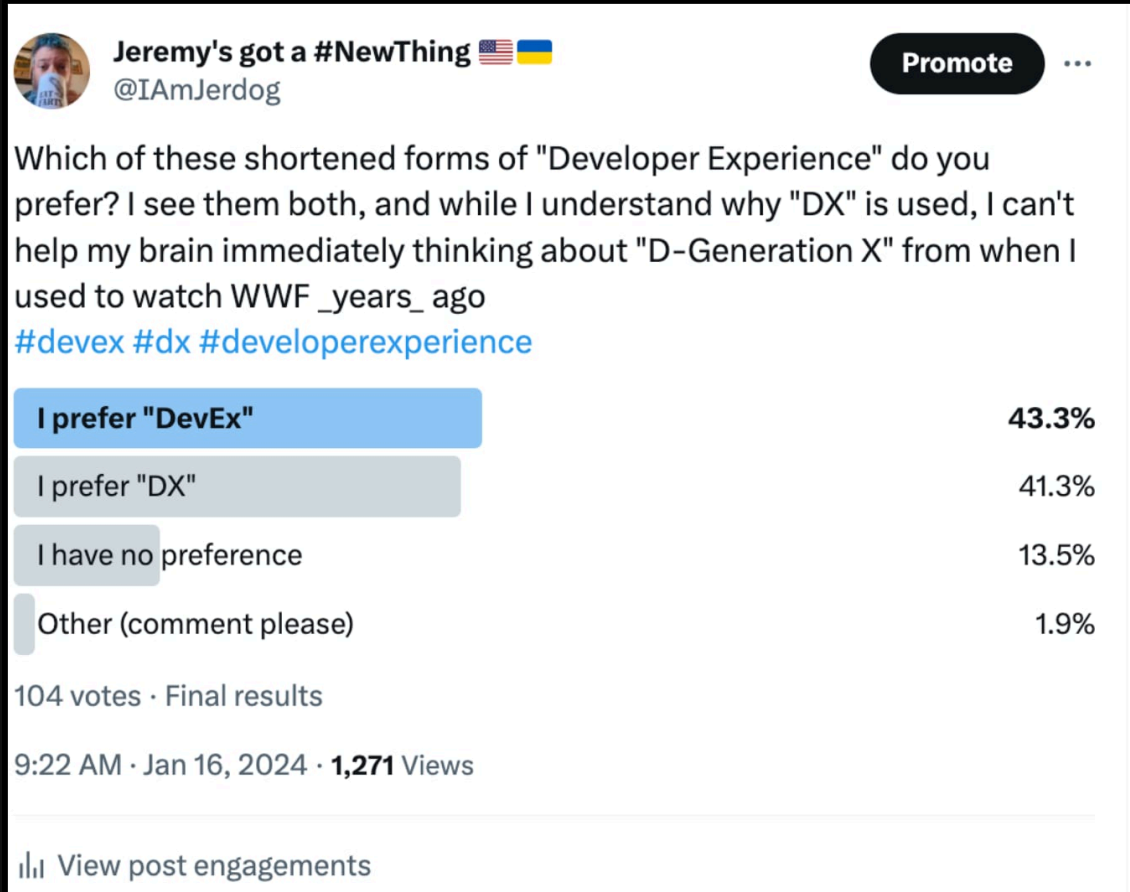 Jeremy's got a #NewThing 🇺🇸🇺🇦
@IAmJerdog
Promote
Which of these shortened forms of "Developer Experience" do you
prefer? I see them both, and while I understand why "DX" is used, I can't
help my brain immediately thinking about "D-Generation X" from when I
used to watch WWF _years_ ago
#devex #dx #developerexperience
I prefer "DevEx" 43.3%
I prefer "DX" 41.3%
I have no preference 13.5%
Other (comment please) 1.9%
104 votes · Final results
9:22 AM · Jan 16, 2024 · 1,271 Views
View post engagements